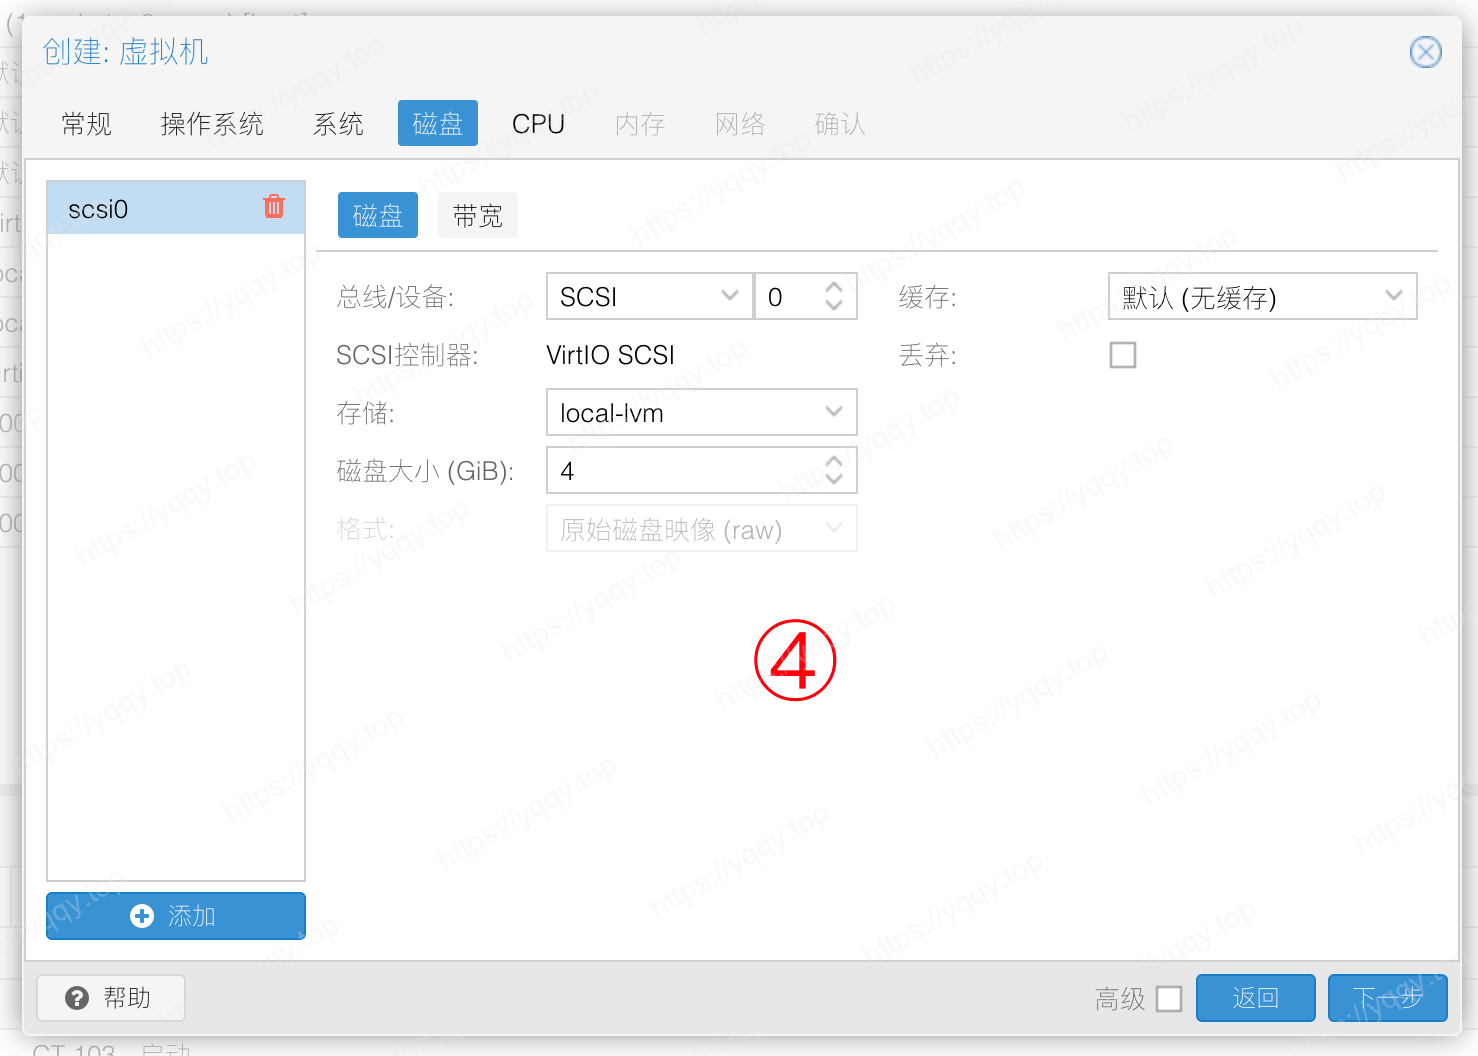 创建: 虚拟机
常规 操作系统 系统 磁盘 CPU 内存 网络 确认
scsi0
磁盘 带宽
总线/设备: SCSI 0 缓存: 默认 (无缓存)
SCSI控制器: VirtIO SCSI 丢弃:
存储: local-lvm
磁盘大小 (GiB): 4
格式: 原始磁盘映像 (raw)
④
添加
帮助 高级 返回 下一步
CT 103 启动
https://yqqy.top